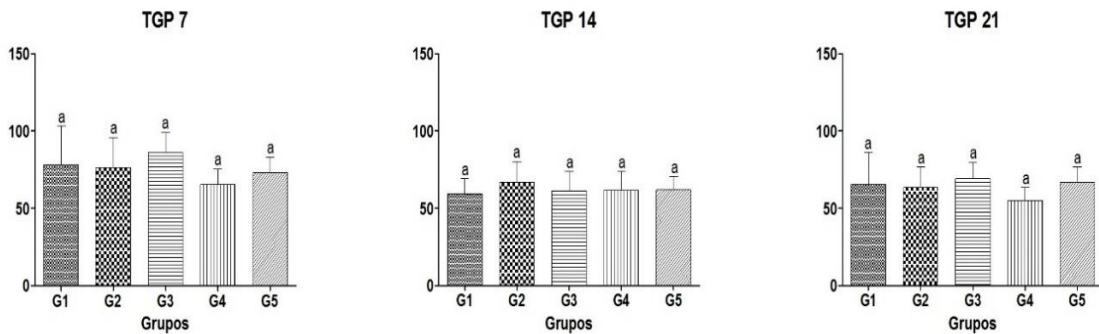 TGP 7
150
100
50
0
a a a a a
G1 G2 G3 G4 G5
Grupos
TGP 14
150
100
50
0
a a a a a
G1 G2 G3 G4 G5
Grupos
TGP 21
150
100
50
0
a a a a a
G1 G2 G3 G4 G5
Grupos